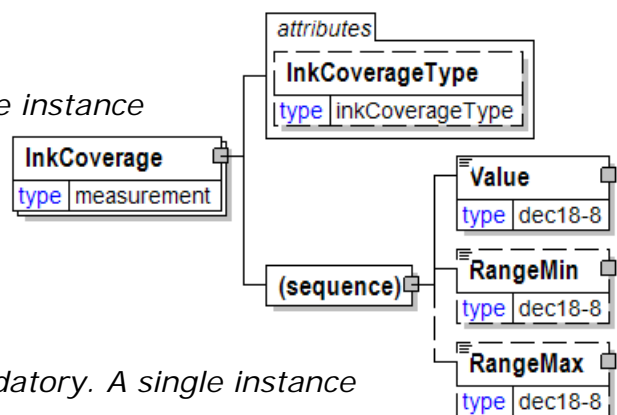 attributes
InkCoverageType
type inkCoverageType
e instance
InkCoverage
type measurement
Value
type dec18-8
(sequence)
RangeMin
type dec18-8
RangeMax
type dec18-8
datory. A single instance